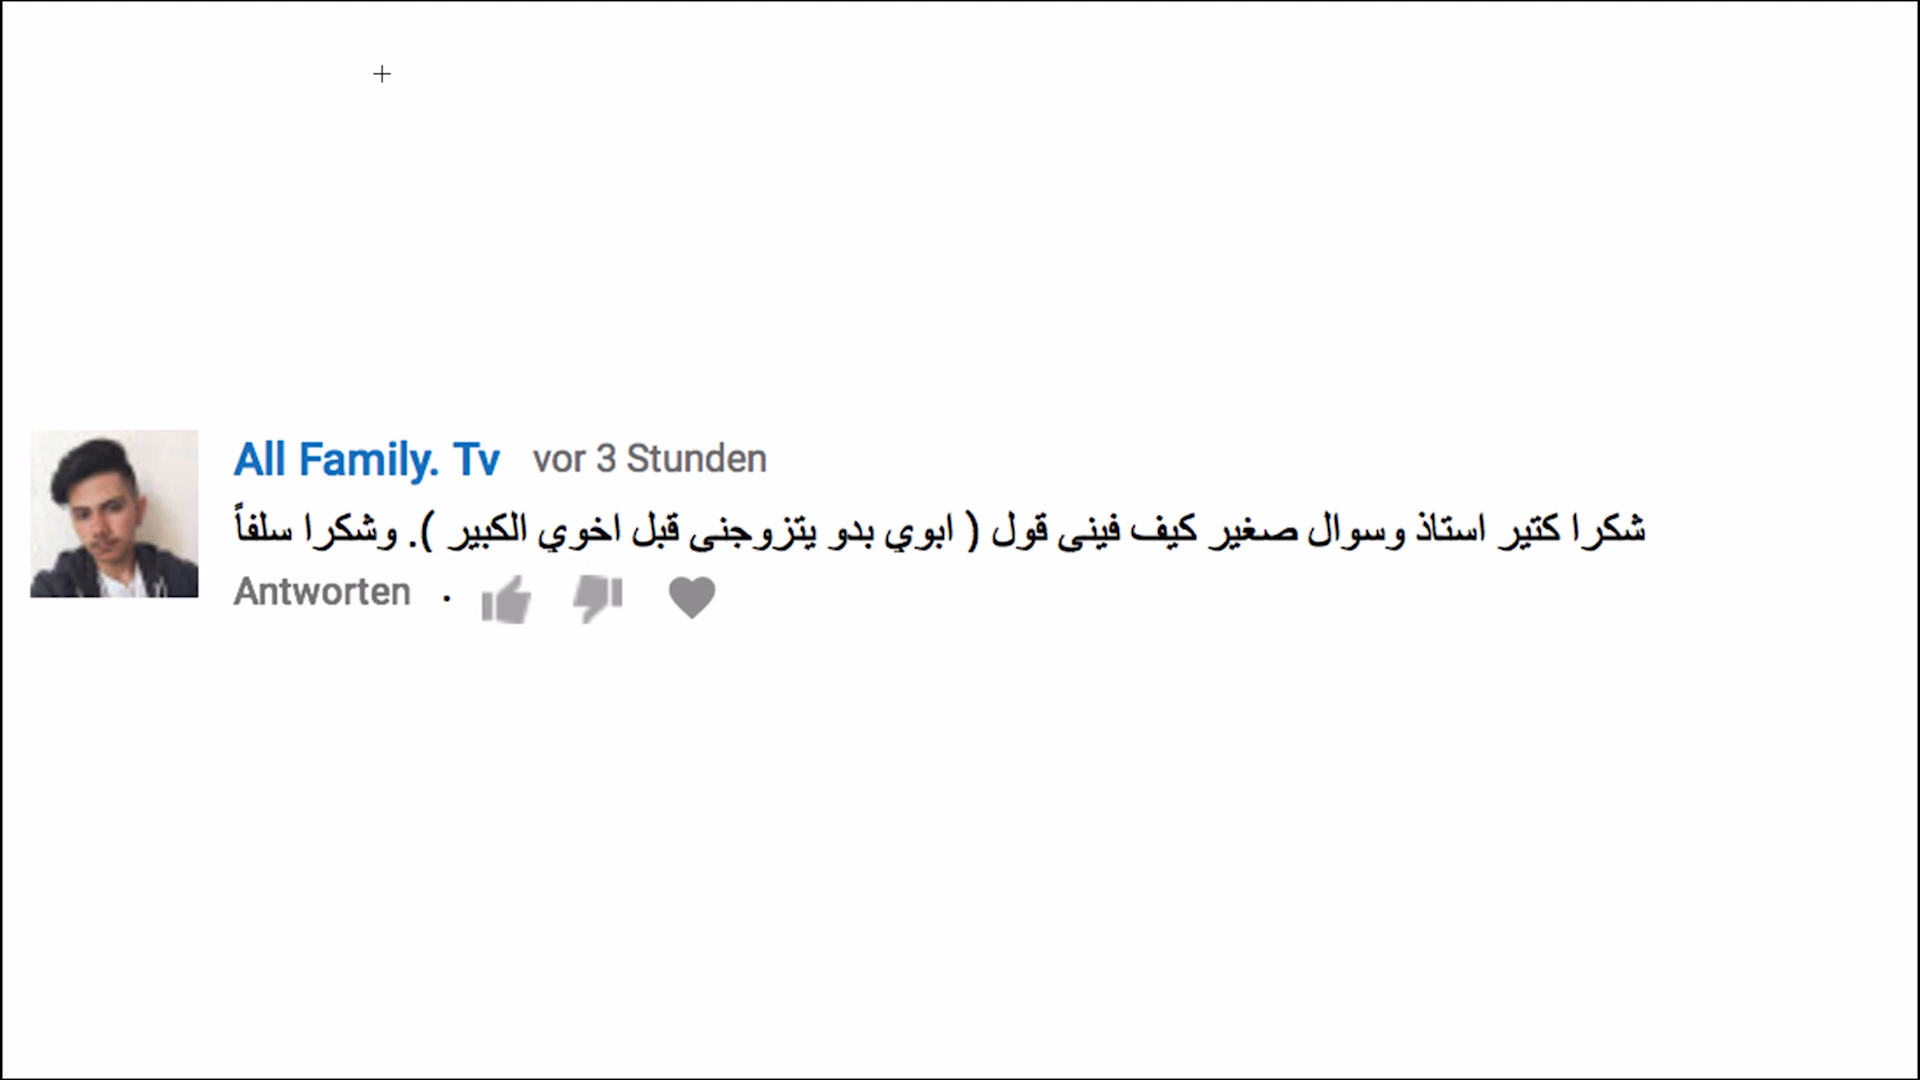 All Family. Tv vor 3 Stunden
شكرا كتير استاذ وسوال صغير كيف فينى قول ( ابوي بدو يتزوجنى قبل اخوي الكبير ). وشكرا سلفاً
Antworten .